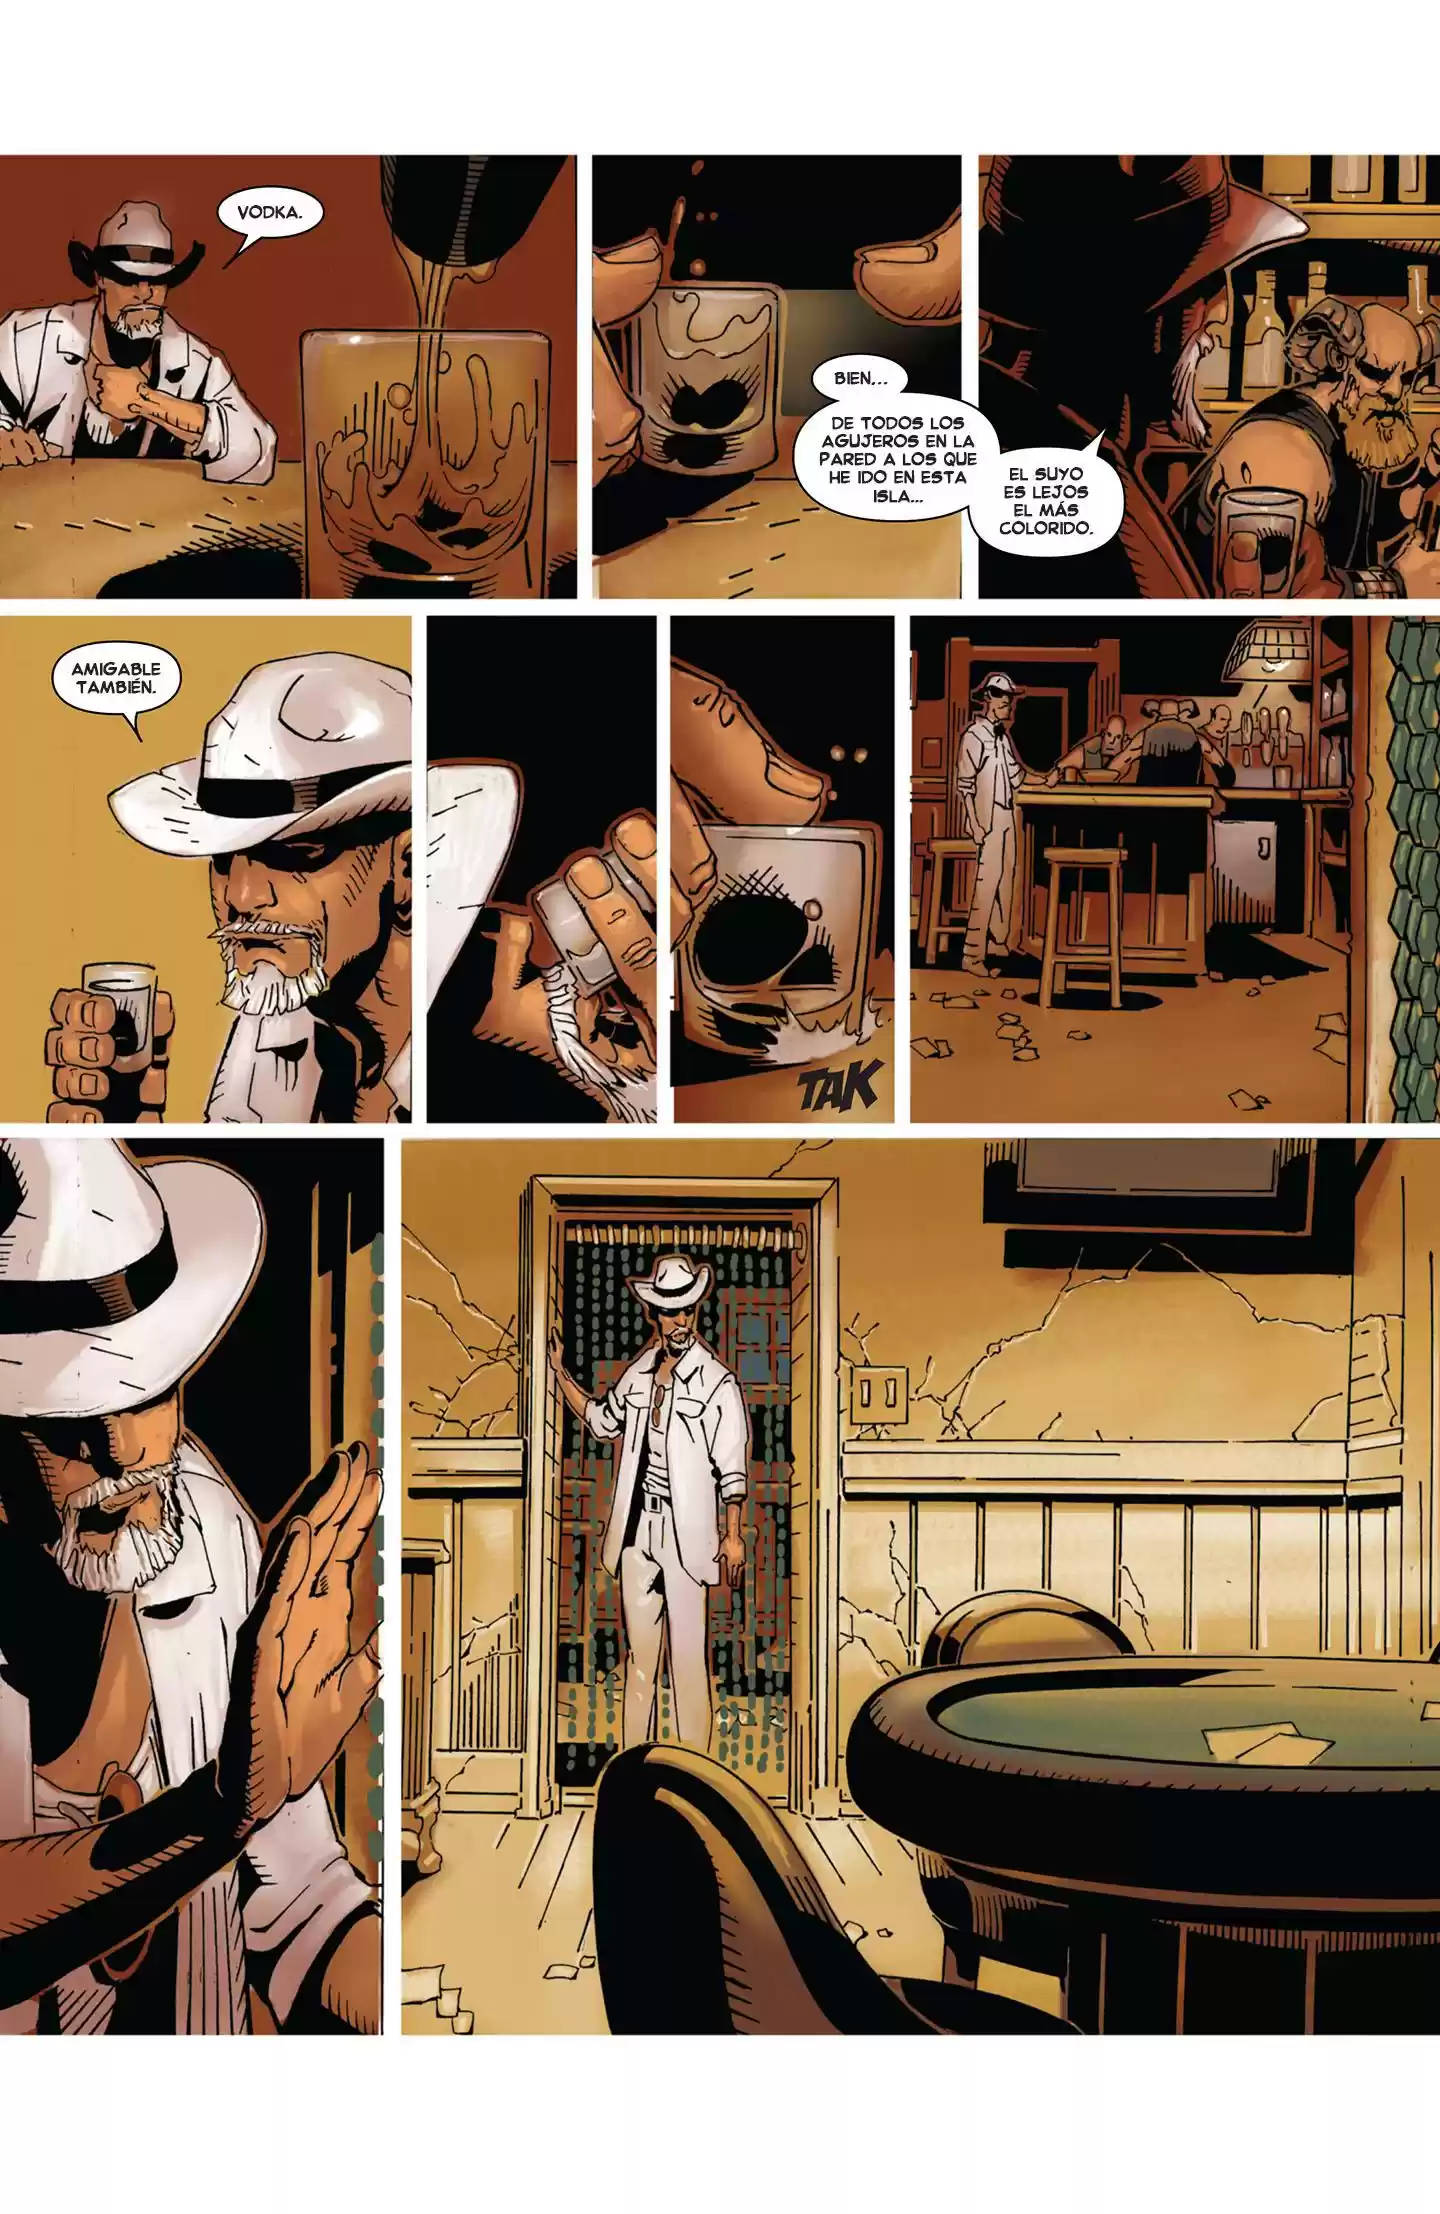 VODKA.
BIEN...
DE TODOS LOS
AGUJEROS EN LA
PARED A LOS QUE
HE IDO EN ESTA
ISLA...
EL SUYO
ES LEJOS
EL MÁS
COLORIDO.
AMIGABLE
TAMBIÉN.
TAK